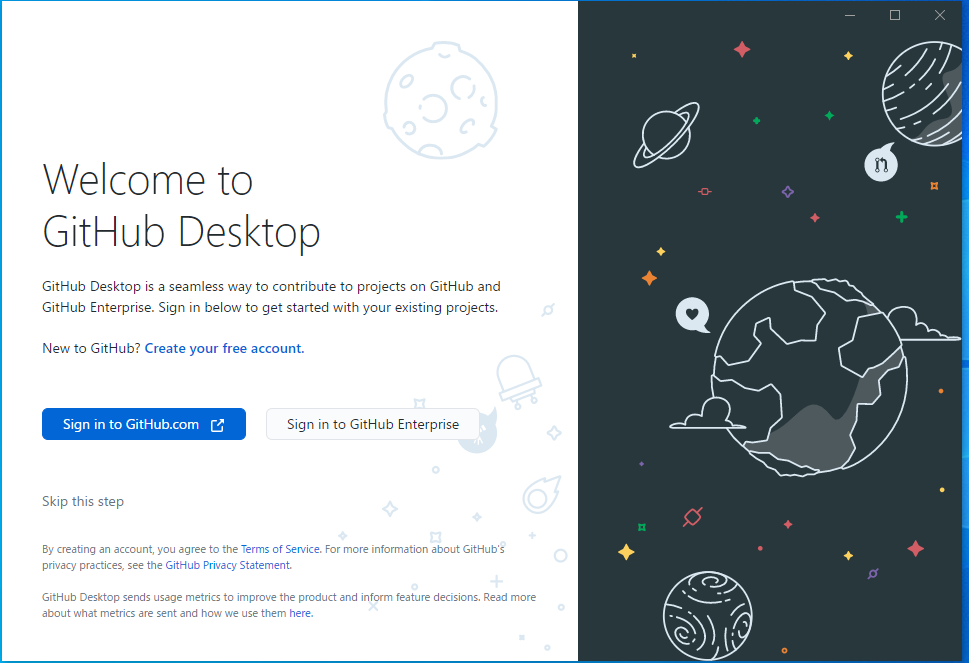 Welcome to
GitHub Desktop
GitHub Desktop is a seamless way to contribute to projects on GitHub and
GitHub Enterprise. Sign in below to get started with your existing projects.
New to GitHub? Create your free account.
Sign in to GitHub.com
Sign in to GitHub Enterprise
Skip this step
By creating an account, you agree to the Terms of Service. For more information about GitHub's
privacy practices, see the GitHub Privacy Statement.
GitHub Desktop sends usage metrics to improve the product and inform feature decisions. Read more
about what metrics are sent and how we use them here.